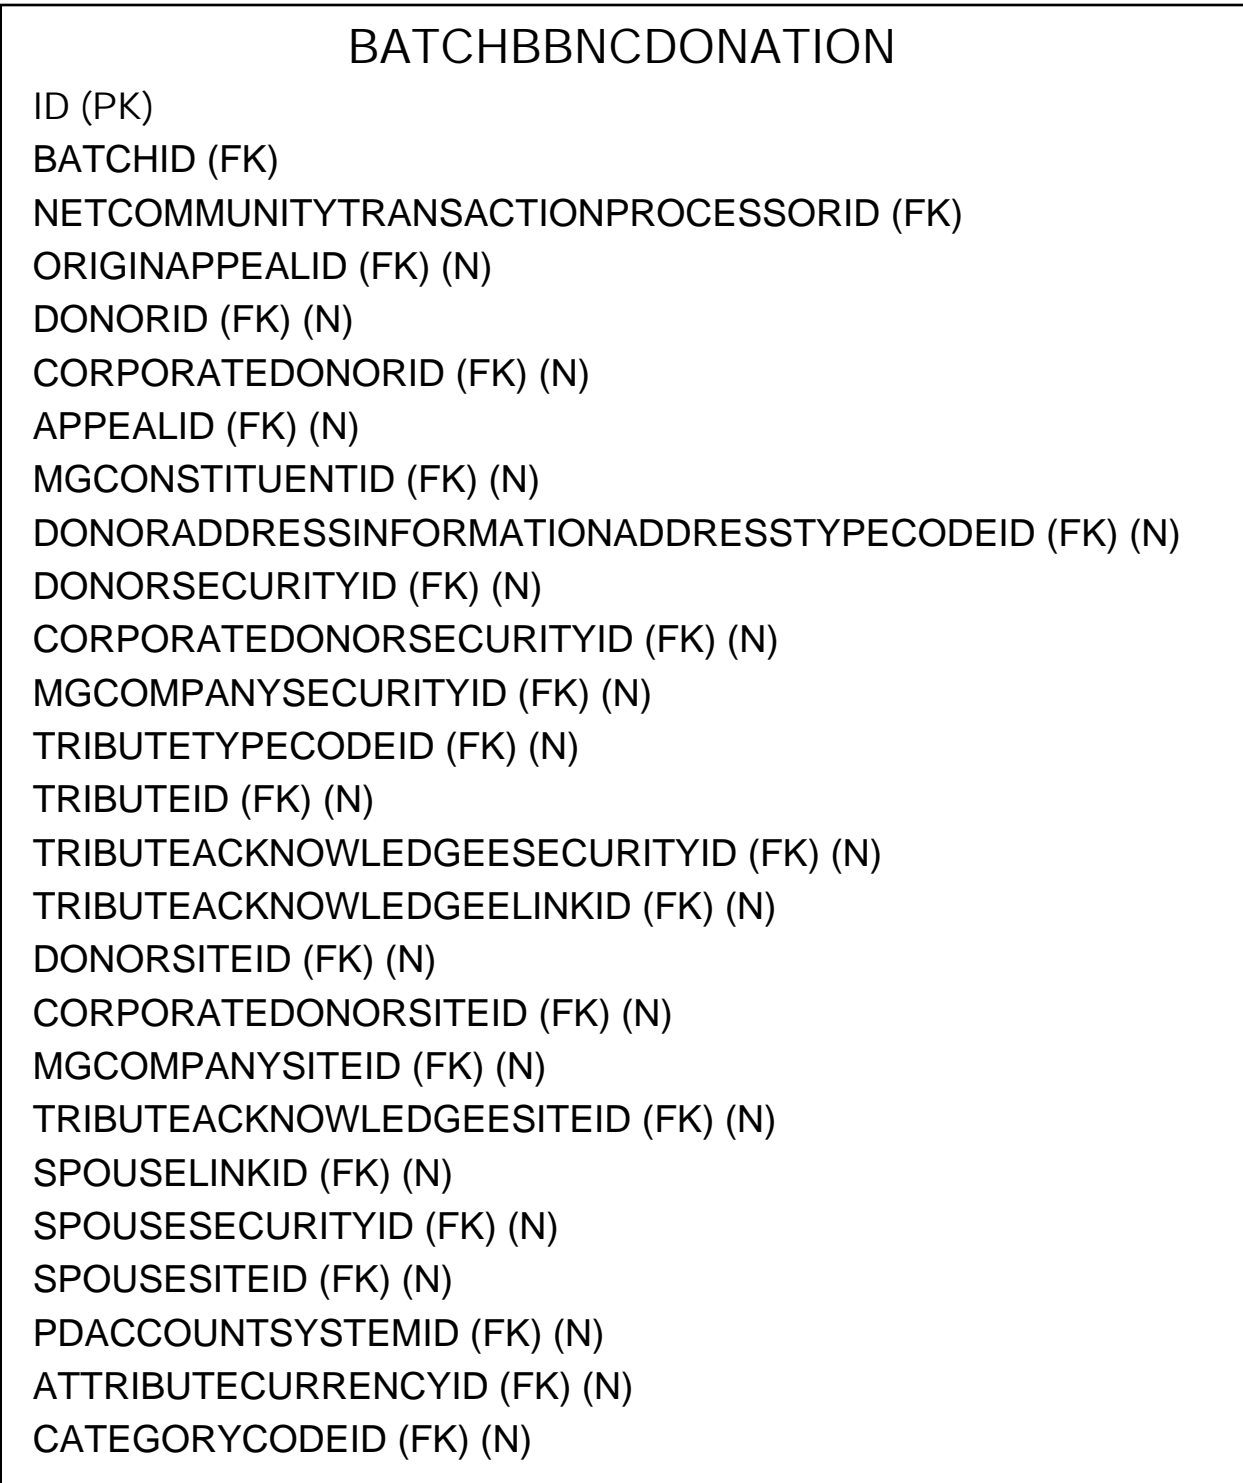 BATCHBBNCDONATION
ID (PK)
BATCHID (FK)
NETCOMMUNITYTRANSACTIONPROCESSORID (FK)
ORIGINAPPEALID (FK) (N)
DONORID (FK) (N)
CORPORATEDONORID (FK) (N)
APPEALID (FK) (N)
MGCONSTITUENTID (FK) (N)
DONORADDRESSINFORMATIONADDRESSTYPECODEID (FK) (N)
DONORSECURITYID (FK) (N)
CORPORATEDONORSECURITYID (FK) (N)
MGCOMPANYSECURITYID (FK) (N)
TRIBUTETYPECODEID (FK) (N)
TRIBUTEID (FK) (N)
TRIBUTEACKNOWLEDGEESECURITYID (FK) (N)
TRIBUTEACKNOWLEDGEELINKID (FK) (N)
DONORSITEID (FK) (N)
CORPORATEDONORSITEID (FK) (N)
MGCOMPANYSITEID (FK) (N)
TRIBUTEACKNOWLEDGEESITEID (FK) (N)
SPOUSELINKID (FK) (N)
SPOUSESECURITYID (FK) (N)
SPOUSESITEID (FK) (N)
PDACCOUNTSYSTEMID (FK) (N)
ATTRIBUTECURRENCYID (FK) (N)
CATEGORYCODEID (FK) (N)